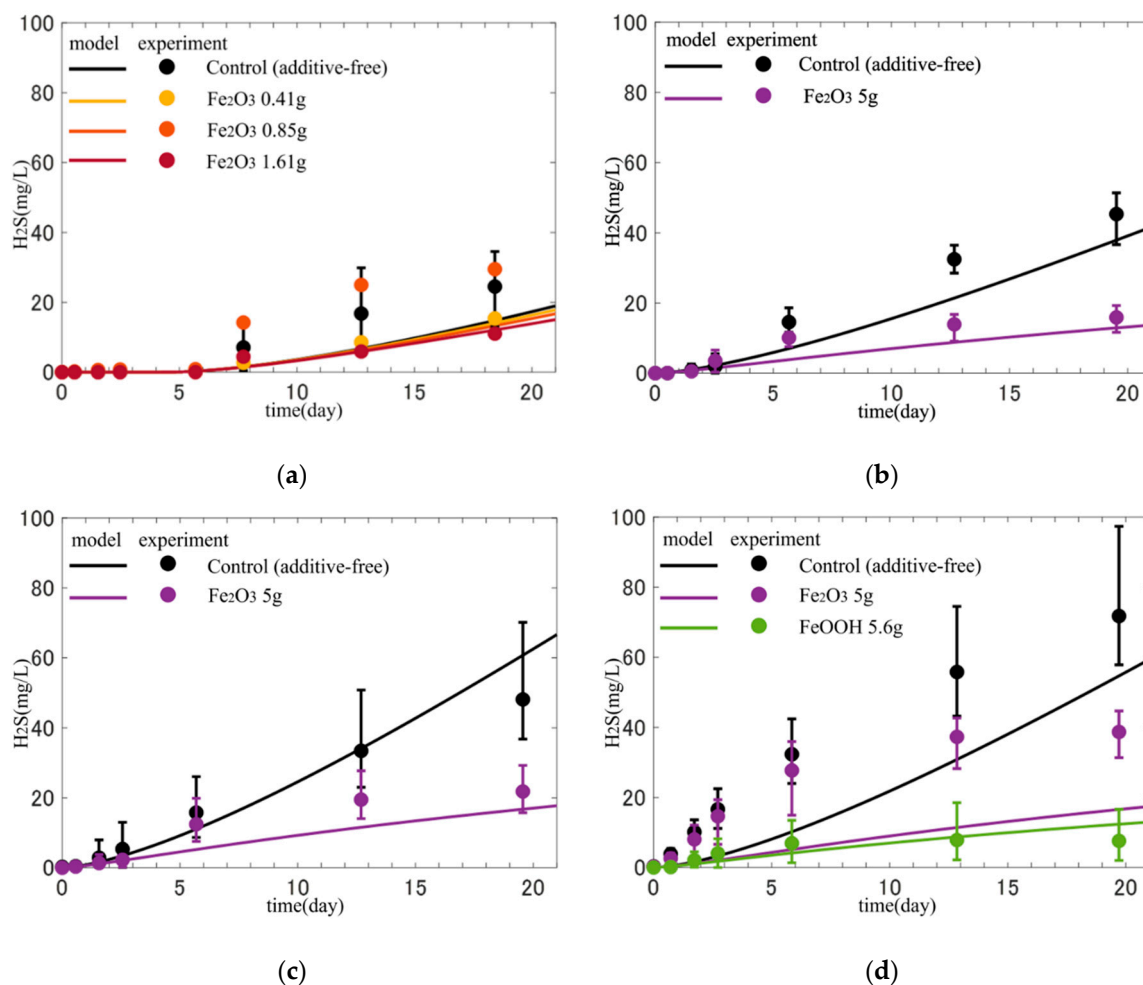 100
80
60
40
20
0
H2S(mg/L)
model experiment
Control (additive-free)
Fe2O3 0.41g
Fe2O3 0.85g
Fe2O3 1.61g
0 5 10 15 20
time(day)
(a)
100
80
60
40
20
0
H2S(mg/L)
model experiment
Control (additive-free)
Fe2O3 5g
0 5 10 15 20
time(day)
(b)
100
80
60
40
20
0
H2S(mg/L)
model experiment
Control (additive-free)
Fe2O3 5g
0 5 10 15 20
time(day)
(c)
100
80
60
40
20
0
H2S(mg/L)
model experiment
Control (additive-free)
Fe2O3 5g
FeOOH 5.6g
0 5 10 15 20
time(day)
(d)